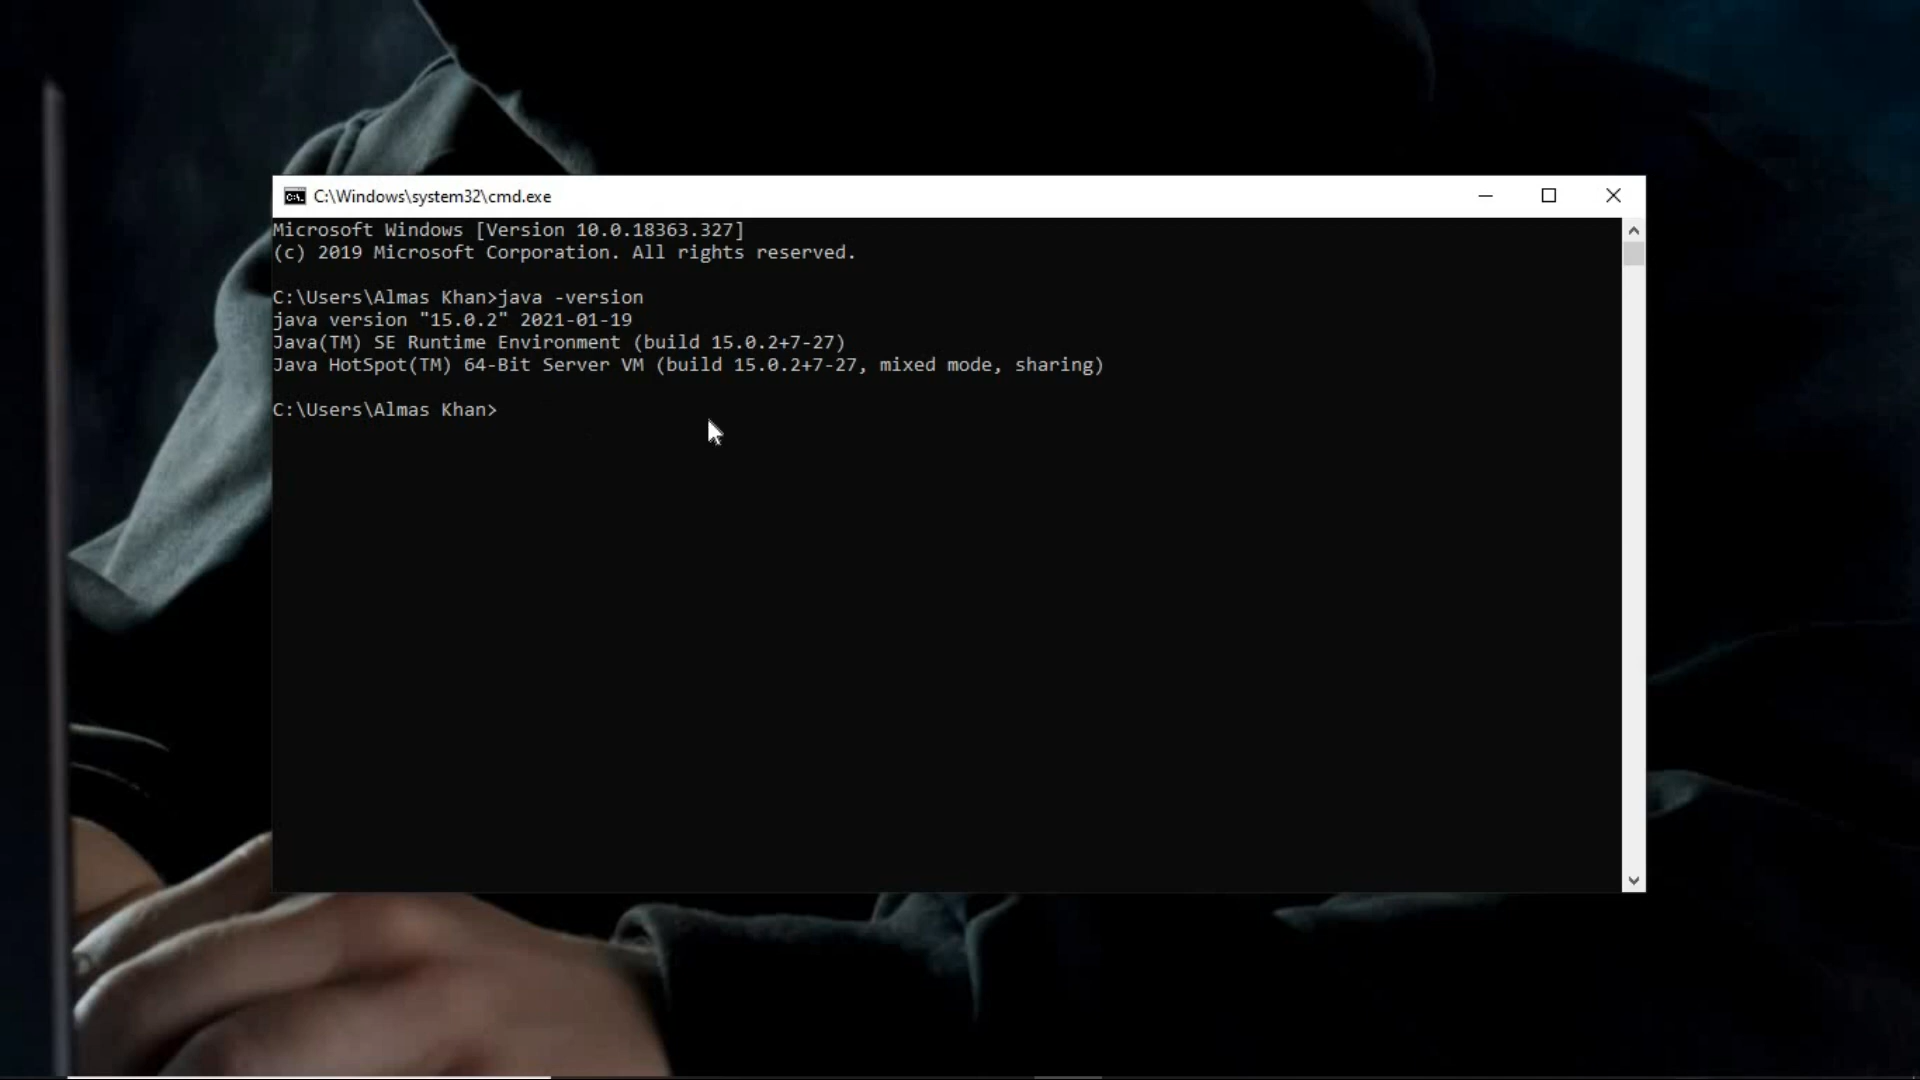 C:\Windows\system32\cmd.exe
Microsoft Windows [Version 10.0.18363.327]
(c) 2019 Microsoft Corporation. All rights reserved.
C:\Users\Almas Khan>java -version
java version "15.0.2" 2021-01-19
Java(TM) SE Runtime Environment (build 15.0.2+7-27)
Java HotSpot(TM) 64-Bit Server VM (build 15.0.2+7-27, mixed mode, sharing)
C:\Users\Almas Khan>